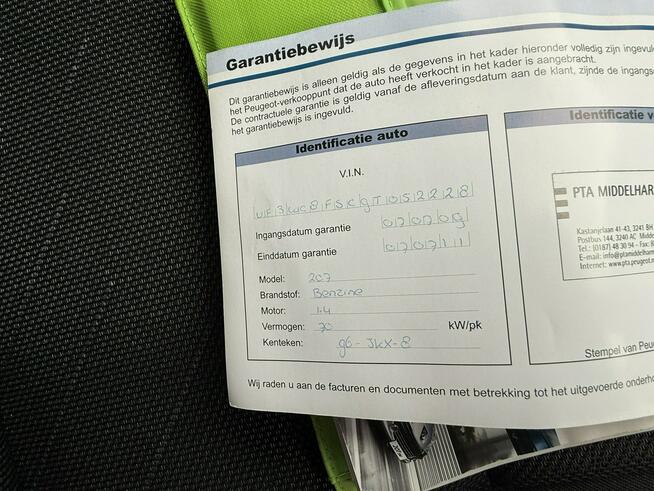 Garantiebewijs
Dit garantiebewijs is alleen geldig als de gegevens in het kader hieronder volledig zijn ingevul
het Peugeot-verkooppunt dat de auto heeft verkocht in het kader is aangebracht.
De contractuele garantie is geldig vanaf de afleveringsdatum aan de klant, zijnde de ingangs
het garantiebewijs is ingevuld.
Identificatie auto
V.I.N.
Ingangsdatum garantie 07 07 09
Einddatum garantie 07 07 11
Model: 207
Brandstof: Benzine
Motor: 1.4
Vermogen: 70 kW/pk
Kenteken: 96-JKX-8
Identificatie v
PTA MIDDELHAR
Kastanjelaan 41-43, 3241 BH
Postbus 144, 3240 AC Midde
Tel.: (0187) 48 30 94 - Fax: (
E-mail: info@ptamiddelharn
Internet: www.pta.peugeot.n
Stempel van Peu
Wij raden u aan de facturen en documenten met betrekking tot het uitgevoerde onderho